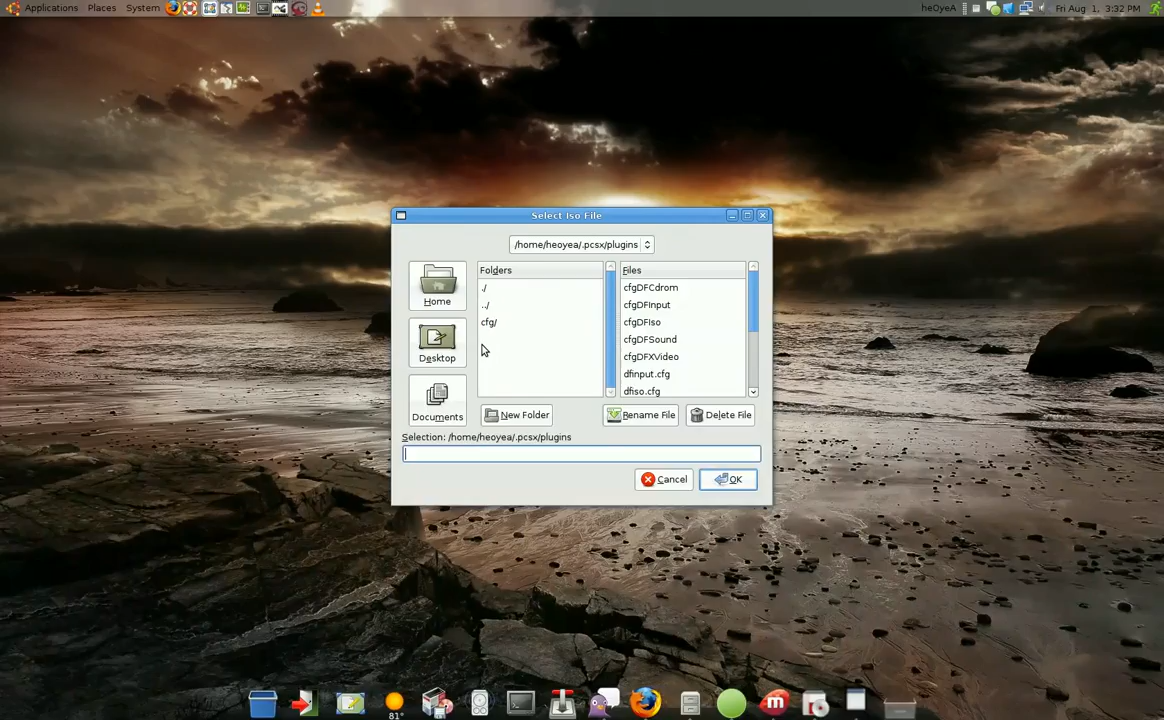 Applications Places System
heOyeA
Fri Aug 1, 3:32 PM
Select Iso File
/home/heoyea/.pcsx/plugins
Home
Desktop
Documents
Folders
./
../
cfg/
Files
cfgDFCdrom
cfgDFInput
cfgDFIso
cfgDFSound
cfgDFXVideo
dfinput.cfg
dfiso.cfg
New Folder
Rename File
Delete File
Selection: /home/heoyea/.pcsx/plugins
Cancel
OK
81°